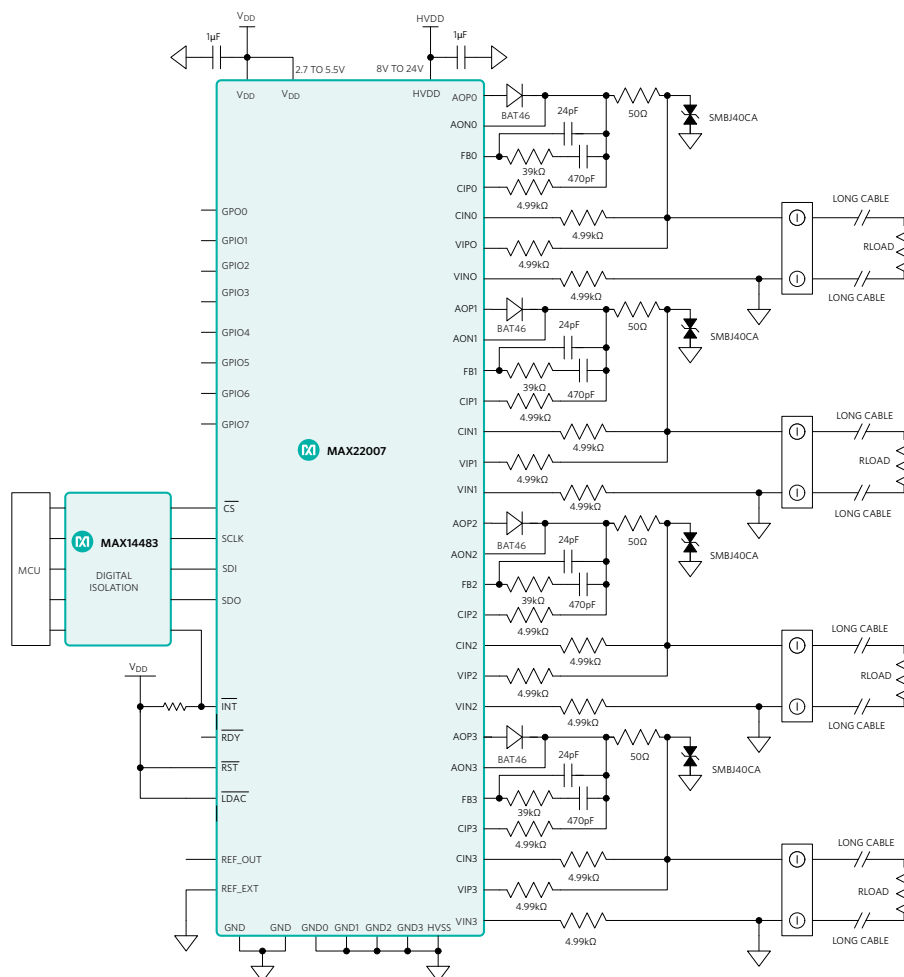 VDD
HVDD
1µF
1µF
2.7 TO 5.5V
8V TO 24V
VDD
VDD
HVDD
AOP0
BAT46
24pF
50Ω
SMBJ40CA
AON0
FB0
39kΩ
470pF
CIP0
4.99kΩ
LONG CABLE
GPO0
CIN0
4.99kΩ
GPIO1
VIPO
4.99kΩ
RLOAD
GPIO2
VINO
4.99kΩ
GPIO3
LONG CABLE
AOP1
BAT46
24pF
50Ω
SMBJ40CA
GPIO4
AON1
GPIO5
FB1
39kΩ
470pF
GPIO6
CIP1
4.99kΩ
LONG CABLE
GPIO7
CIN1
4.99kΩ
MAX22007
VIP1
4.99kΩ
RLOAD
VIN1
4.99kΩ
LONG CABLE
CS
AOP2
BAT46
24pF
50Ω
SMBJ40CA
MAX14483
SCLK
AON2
MCU
DIGITAL
ISOLATION
SDI
FB2
39kΩ
470pF
SDO
CIP2
4.99kΩ
LONG CABLE
CIN2
4.99kΩ
VDD
VIP2
4.99kΩ
RLOAD
INT
VIN2
4.99kΩ
LONG CABLE
RDY
AOP3
BAT46
24pF
50Ω
SMBJ40CA
RST
AON3
LDAC
FB3
39kΩ
470pF
CIP3
4.99kΩ
LONG CABLE
REF_OUT
CIN3
4.99kΩ
REF_EXT
VIP3
4.99kΩ
RLOAD
VIN3
4.99kΩ
LONG CABLE
GND
GND
GND0
GND1
GND2
GND3
HVSS